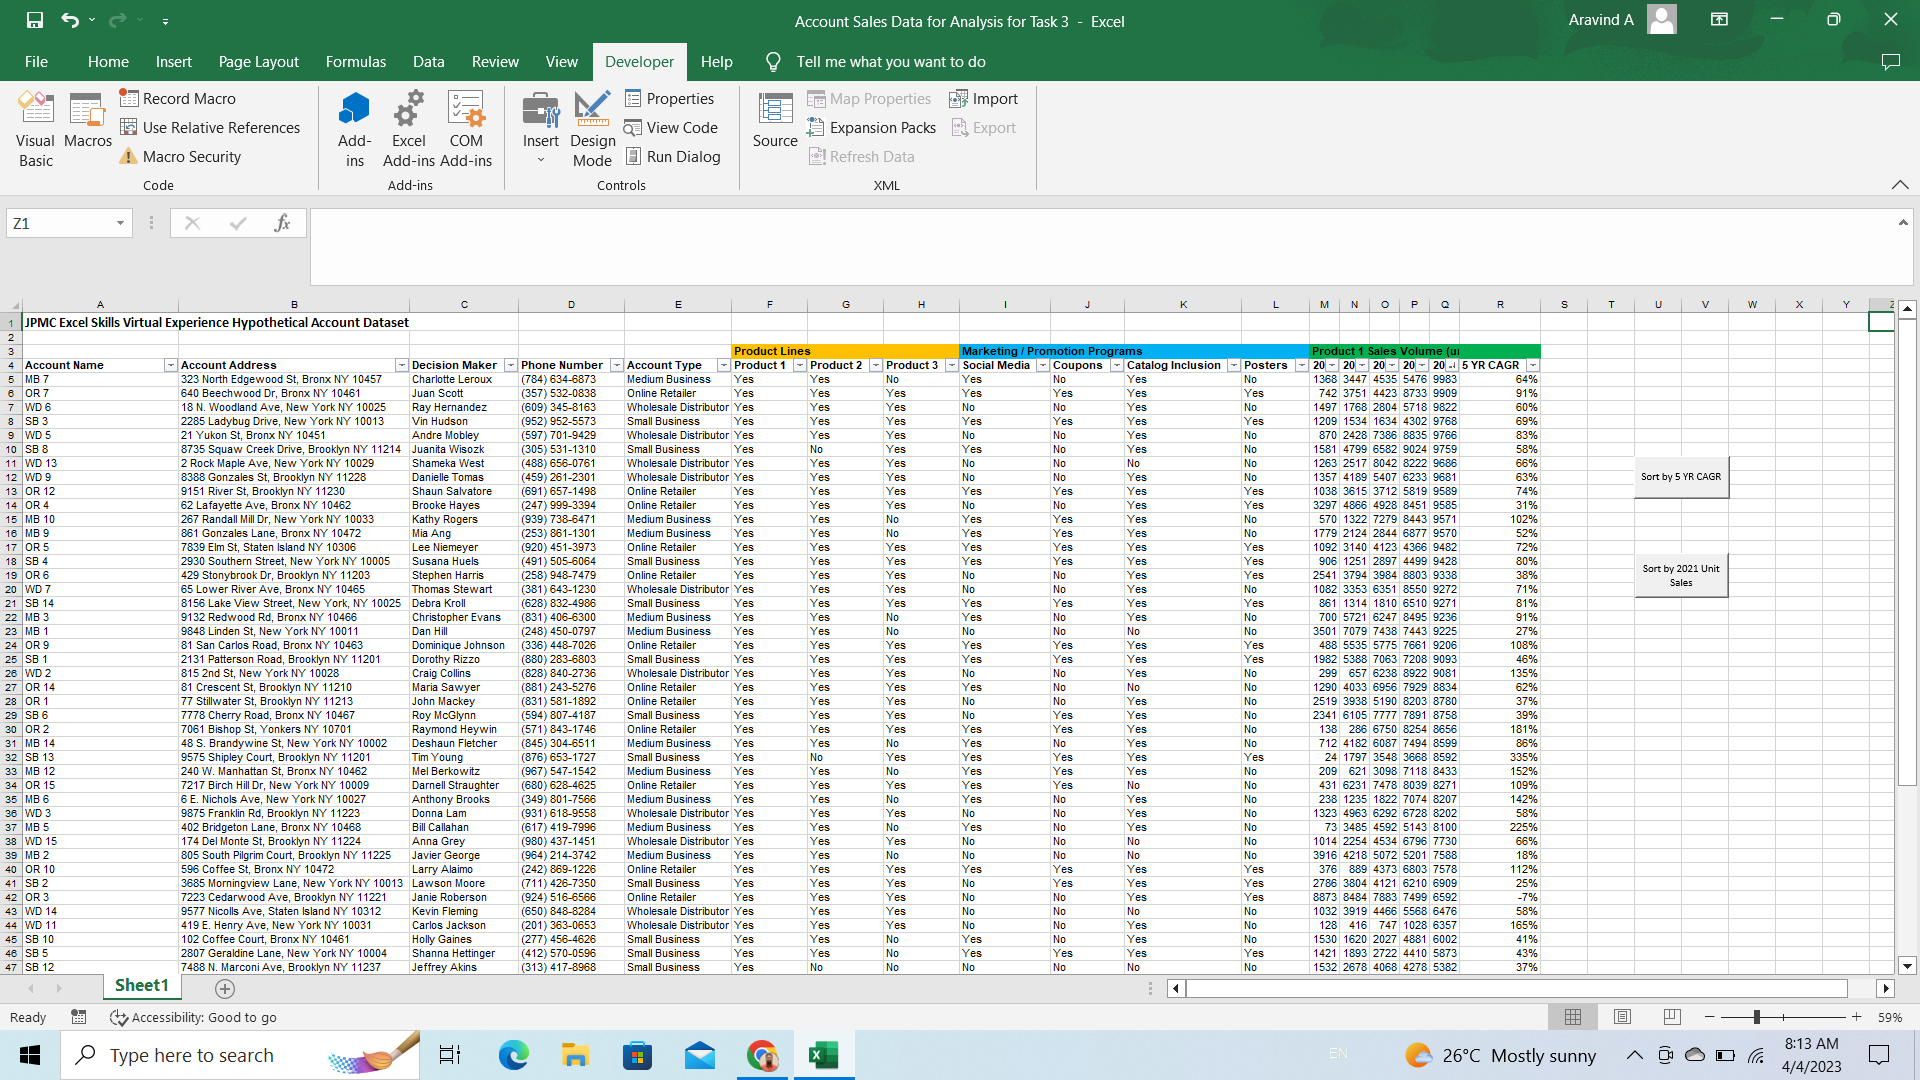 Account Sales Data for Analysis for Task 3 - Excel
Aravind A
File Home Insert Page Layout Formulas Data Review View Developer Help Tell me what you want to do
Visual Basic
Macros
Record Macro
Use Relative References
Macro Security
Code
Add-ins
Excel Add-ins
COM Add-ins
Add-ins
Insert
Design Mode
Properties
View Code
Run Dialog
Controls
Source
Map Properties
Expansion Packs
Refresh Data
Import
Export
XML
Z1
fx
A B C D E F G H I J K L M N O P Q R S T U V W X Y Z
1 JPMC Excel Skills Virtual Experience Hypothetical Account Dataset
2
3 Product Lines Marketing / Promotion Programs Product 1 Sales Volume (u
4 Account Name Account Address Decision Maker Phone Number Account Type Product 1 Product 2 Product 3 Social Media Coupons Catalog Inclusion Posters 20 20 20 20 20 5 YR CAGR
5 MB 7 323 North Edgewood St, Bronx NY 10457 Charlotte Leroux (784) 634-6873 Medium Business Yes Yes No Yes No Yes No 1368 3447 4535 5476 9983 64%
6 OR 7 640 Beechwood Dr, Bronx NY 10461 Juan Scott (357) 532-0838 Online Retailer Yes Yes Yes Yes Yes Yes Yes 742 3751 4423 8733 9909 91%
7 WD 6 18 N. Woodland Ave, New York NY 10025 Ray Hernandez (609) 345-8163 Wholesale Distributor Yes Yes Yes No No Yes No 1497 1768 2804 5718 9822 60%
8 SB 3 2285 Ladybug Drive, New York NY 10013 Vin Hudson (952) 952-5573 Small Business Yes Yes Yes Yes Yes Yes Yes 1209 1534 1634 4302 9768 69%
9 WD 5 21 Yukon St, Bronx NY 10451 Andre Mobley (597) 701-9429 Wholesale Distributor Yes Yes Yes No No Yes No 870 2428 7386 8835 9766 83%
10 SB 8 8735 Squaw Creek Drive, Brooklyn NY 11214 Juanita Wisozk (305) 531-1310 Small Business Yes No Yes Yes No Yes No 1581 4799 6582 9024 9759 58%
11 WD 13 2 Rock Maple Ave, New York NY 10029 Shameka West (488) 656-0761 Wholesale Distributor Yes Yes Yes No No No No 1263 2517 8042 8222 9686 66%
12 WD 9 8388 Gonzales St, Brooklyn NY 11228 Danielle Tomas (459) 261-2301 Wholesale Distributor Yes Yes Yes No No Yes No 1357 4189 5407 6233 9681 63%
13 OR 12 9151 River St, Brooklyn NY 11230 Shaun Salvatore (691) 657-1498 Online Retailer Yes Yes Yes Yes Yes Yes Yes 1038 3615 3712 5819 9589 74%
14 OR 4 62 Lafayette Ave, Bronx NY 10462 Brooke Hayes (247) 999-3394 Online Retailer Yes Yes Yes No No Yes Yes 3297 4866 4928 8451 9585 31%
15 MB 10 267 Randall Mill Dr, New York NY 10033 Kathy Rogers (939) 738-6471 Medium Business Yes Yes No Yes Yes Yes No 570 1322 7279 8443 9571 102%
16 MB 9 861 Gonzales Lane, Bronx NY 10472 Mia Ang (253) 861-1301 Medium Business Yes Yes No Yes Yes Yes No 1779 2124 2844 6877 9570 52%
17 OR 5 7839 Elm St, Staten Island NY 10306 Lee Niemeyer (920) 451-3973 Online Retailer Yes Yes Yes Yes Yes Yes Yes 1092 3140 4123 4366 9482 72%
18 SB 4 2930 Southern Street, New York NY 10005 Susana Huels (491) 505-6064 Small Business Yes Yes Yes Yes Yes Yes Yes 906 1251 2897 4499 9428 80%
19 OR 6 429 Stonybrook Dr, Brooklyn NY 11203 Stephen Harris (258) 948-7479 Online Retailer Yes Yes Yes No No Yes Yes 2541 3794 3984 8803 9338 38%
20 WD 7 65 Lower River Ave, Bronx NY 10465 Thomas Stewart (381) 643-1230 Wholesale Distributor Yes Yes Yes No No Yes No 1082 3353 6351 8550 9272 71%
21 SB 14 8156 Lake View Street, New York, NY 10025 Debra Kroll (628) 832-4986 Small Business Yes Yes Yes Yes Yes Yes Yes 861 1314 1810 6510 9271 81%
22 MB 3 9132 Redwood Rd, Bronx NY 10466 Christopher Evans (831) 406-6300 Medium Business Yes Yes No Yes No Yes No 700 5721 6247 8495 9236 91%
23 MB 1 9848 Linden St, New York NY 10011 Dan Hill (248) 450-0797 Medium Business Yes Yes No No No No No 3501 7079 7438 7443 9225 27%
24 OR 9 81 San Carlos Road, Bronx NY 10463 Dominique Johnson (336) 448-7026 Online Retailer Yes Yes Yes Yes Yes Yes Yes 488 5535 5775 7661 9206 108%
25 SB 1 2131 Patterson Road, Brooklyn NY 11201 Dorothy Rizzo (880) 283-6803 Small Business Yes Yes Yes Yes Yes Yes Yes 1982 5388 7063 7208 9093 46%
26 WD 2 815 2nd St, New York NY 10028 Craig Collins (828) 840-2736 Wholesale Distributor Yes Yes Yes No No Yes No 299 657 6238 8922 9081 135%
27 OR 14 81 Crescent St, Brooklyn NY 11210 Maria Sawyer (881) 243-5276 Online Retailer Yes Yes Yes Yes No No No 1290 4033 6956 7929 8834 62%
28 OR 1 77 Stillwater St, Brooklyn NY 11213 John Mackey (831) 581-1892 Online Retailer Yes Yes Yes No No Yes No 2519 3938 5190 8203 8780 37%
29 SB 6 7778 Cherry Road, Bronx NY 10467 Roy McGlynn (594) 807-4187 Small Business Yes Yes Yes No Yes Yes No 2341 6105 7777 7891 8758 39%
30 OR 2 7061 Bishop St, Yonkers NY 10701 Raymond Heywin (571) 843-1746 Online Retailer Yes Yes Yes Yes Yes Yes No 138 286 6750 8254 8656 181%
31 MB 14 48 S. Brandywine St, New York NY 10002 Deshaun Fletcher (845) 304-6511 Medium Business Yes Yes No Yes No Yes No 712 4182 6087 7494 8599 86%
32 SB 13 9575 Shipley Court, Brooklyn NY 11201 Tim Young (876) 653-1727 Small Business Yes No Yes Yes Yes Yes Yes 24 1797 3548 3668 8592 335%
33 MB 12 240 W. Manhattan St, Bronx NY 10462 Mel Berkowitz (967) 547-1542 Medium Business Yes Yes No Yes Yes Yes No 209 621 3098 7118 8433 152%
34 OR 15 7217 Birch Hill Dr, New York NY 10009 Darnell Straughter (680) 628-4625 Online Retailer Yes Yes Yes Yes Yes No No 431 6231 7478 8039 8271 109%
35 MB 6 6 E. Nichols Ave, New York NY 10027 Anthony Brooks (349) 801-7566 Medium Business Yes Yes No Yes No Yes No 238 1235 1822 7074 8207 142%
36 WD 3 9875 Franklin Rd, Brooklyn NY 11223 Donna Lam (931) 618-9558 Wholesale Distributor Yes Yes Yes No No Yes No 1323 4963 6292 6728 8202 58%
37 MB 5 402 Bridgeton Lane, Bronx NY 10468 Bill Callahan (617) 419-7996 Medium Business Yes Yes No Yes No Yes No 73 3485 4592 5143 8100 225%
38 WD 15 174 Del Monte St, Brooklyn NY 11224 Anna Grey (980) 437-1451 Wholesale Distributor Yes Yes Yes No No Yes No 1014 2254 4534 6796 7730 66%
39 MB 2 805 South Pilgrim Court, Brooklyn NY 11225 Javier George (964) 214-3742 Medium Business Yes Yes No No No No No 3916 4218 5072 5201 7588 18%
40 OR 10 596 Coffee St, Bronx NY 10472 Larry Alaimo (242) 869-1226 Online Retailer Yes Yes Yes Yes Yes Yes Yes 376 889 4373 6803 7578 112%
41 SB 2 3685 Morningview Lane, New York NY 10013 Lawson Moore (711) 426-7350 Small Business Yes Yes Yes No Yes Yes Yes 2786 3804 4121 6210 6909 25%
42 OR 3 7223 Cedarwood Ave, Brooklyn NY 11221 Janie Roberson (924) 516-6566 Online Retailer Yes Yes Yes No No Yes Yes 8873 8484 7883 7499 6592 -7%
43 WD 14 9577 Nicolls Ave, Staten Island NY 10312 Kevin Fleming (650) 848-8284 Wholesale Distributor Yes Yes Yes No No No No 1032 3919 4466 5568 6476 58%
44 WD 11 419 E. Henry Ave, New York NY 10031 Carlos Jackson (201) 363-0653 Wholesale Distributor Yes Yes Yes No No Yes No 128 416 747 1028 6357 165%
45 SB 10 102 Coffee Court, Bronx NY 10461 Holly Gaines (277) 456-4626 Small Business Yes Yes No Yes No Yes No 1530 1620 2027 4881 6002 41%
46 SB 5 2807 Geraldine Lane, New York NY 10004 Shanna Hettinger (412) 570-0596 Small Business Yes Yes No Yes Yes Yes Yes 1421 1893 2722 4410 5873 43%
47 SB 12 7488 N. Marconi Ave, Brooklyn NY 11237 Jeffrey Akins (313) 417-8968 Small Business Yes No No No No No No 1532 2678 4068 4278 5382 37%
Sort by 5 YR CAGR
Sort by 2021 Unit
Sales
Sheet1
Ready Accessibility: Good to go 59%
Type here to search
EN
26°C Mostly sunny
8:13 AM
4/4/2023